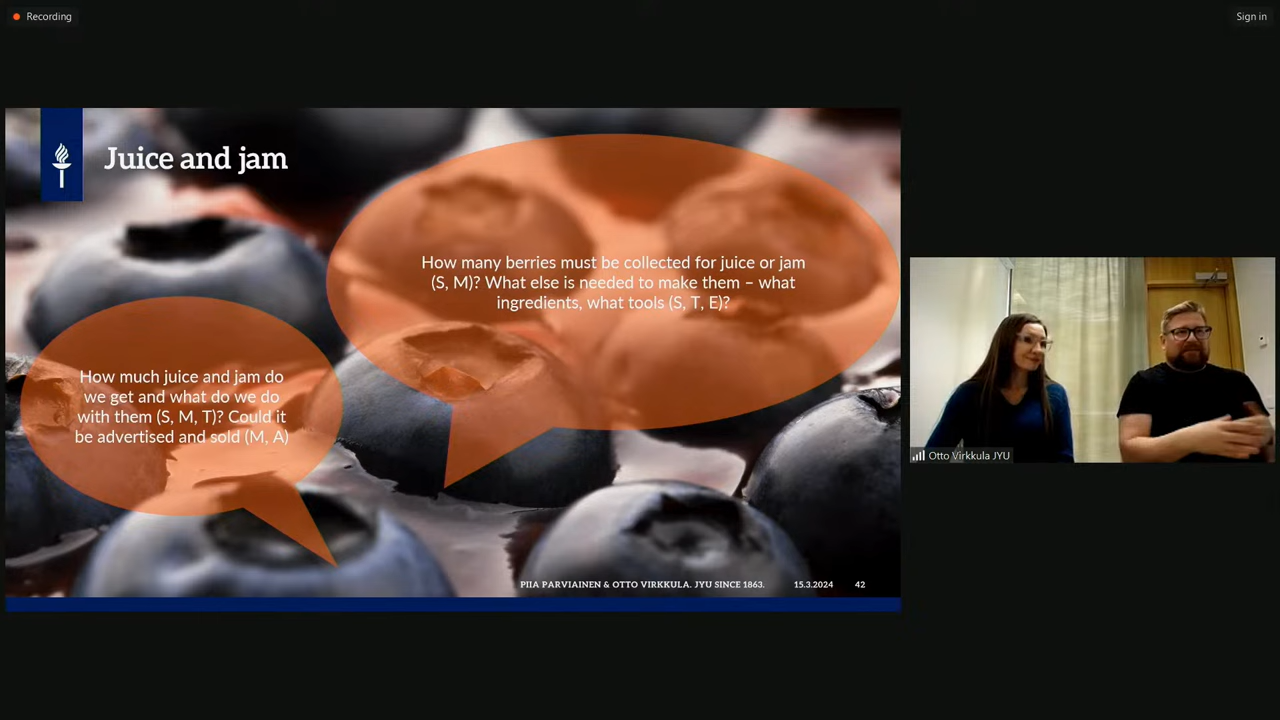 Recording
Sign in
Juice and jam
How many berries must be collected for juice or jam
(S, M)? What else is needed to make them – what
ingredients, what tools (S, T, E)?
How much juice and jam do
we get and what do we do
with them (S, M, T)? Could it
be advertised and sold (M, A)
PIIA PARVIAINEN & OTTO VIRKKULA. JYU SINCE 1863.
15.3.2024
42
Otto Virkkula JYU